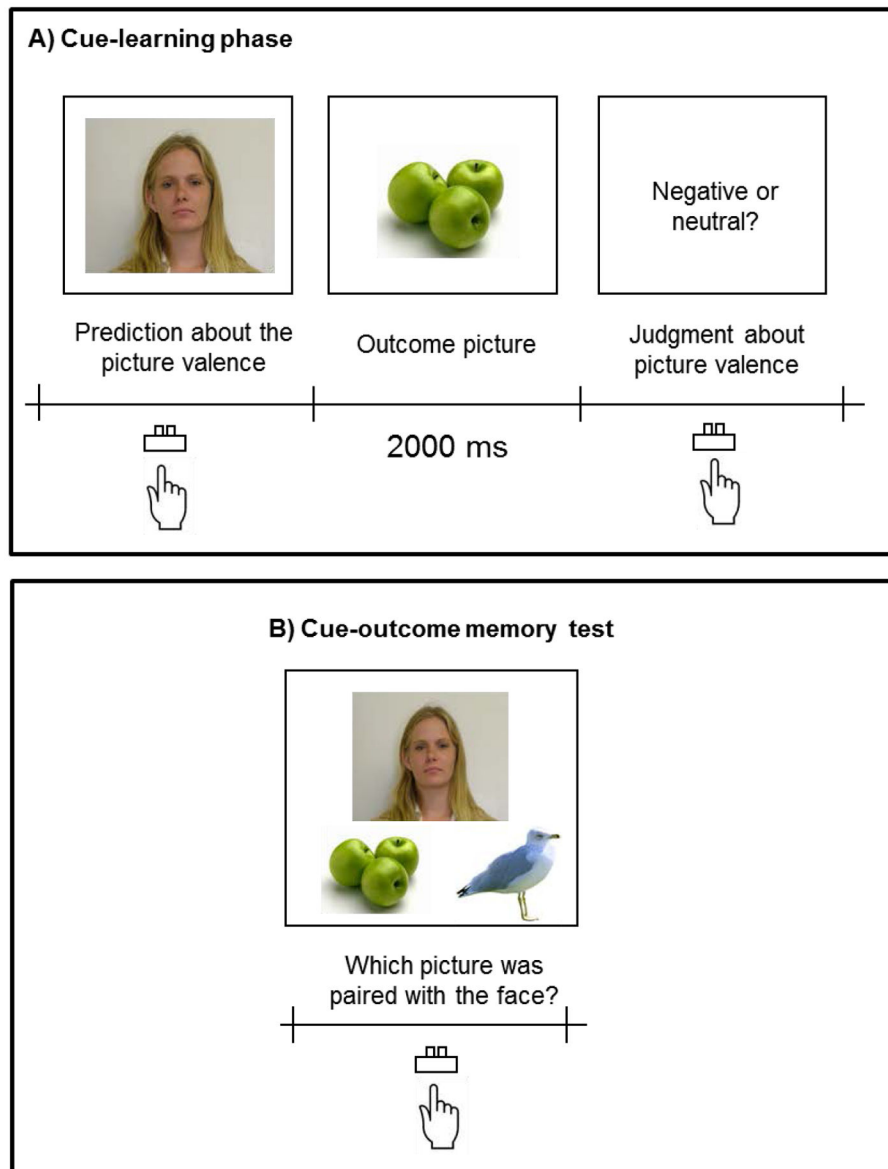 A) Cue-learning phase
Negative or
neutral?
Prediction about the
picture valence
Outcome picture
Judgment about
picture valence
2000 ms
B) Cue-outcome memory test
Which picture was
paired with the face?